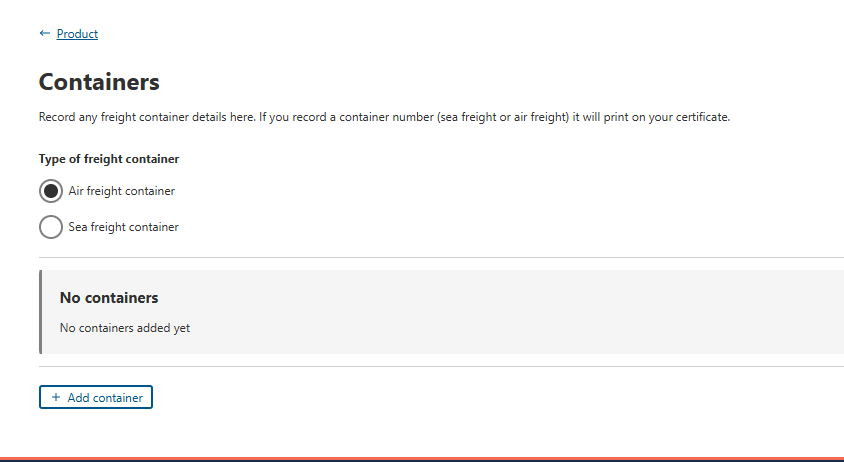 ← Product
Containers
Record any freight container details here. If you record a container number (sea freight or air freight) it will print on your certificate.
Type of freight container
Air freight container
Sea freight container
No containers
No containers added yet
+ Add container